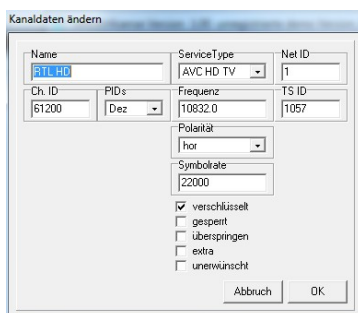 Kanaldaten ändern
Name ServiceType Net ID
RTL HD AVC HD TV 1
Ch. ID PIDs Frequenz TS ID
61200 Dez 10832.0 1057
Polarität
hor
Symbolrate
22000
verschlüsselt
gesperrt
überspringen
extra
unerwünscht
Abbruch OK